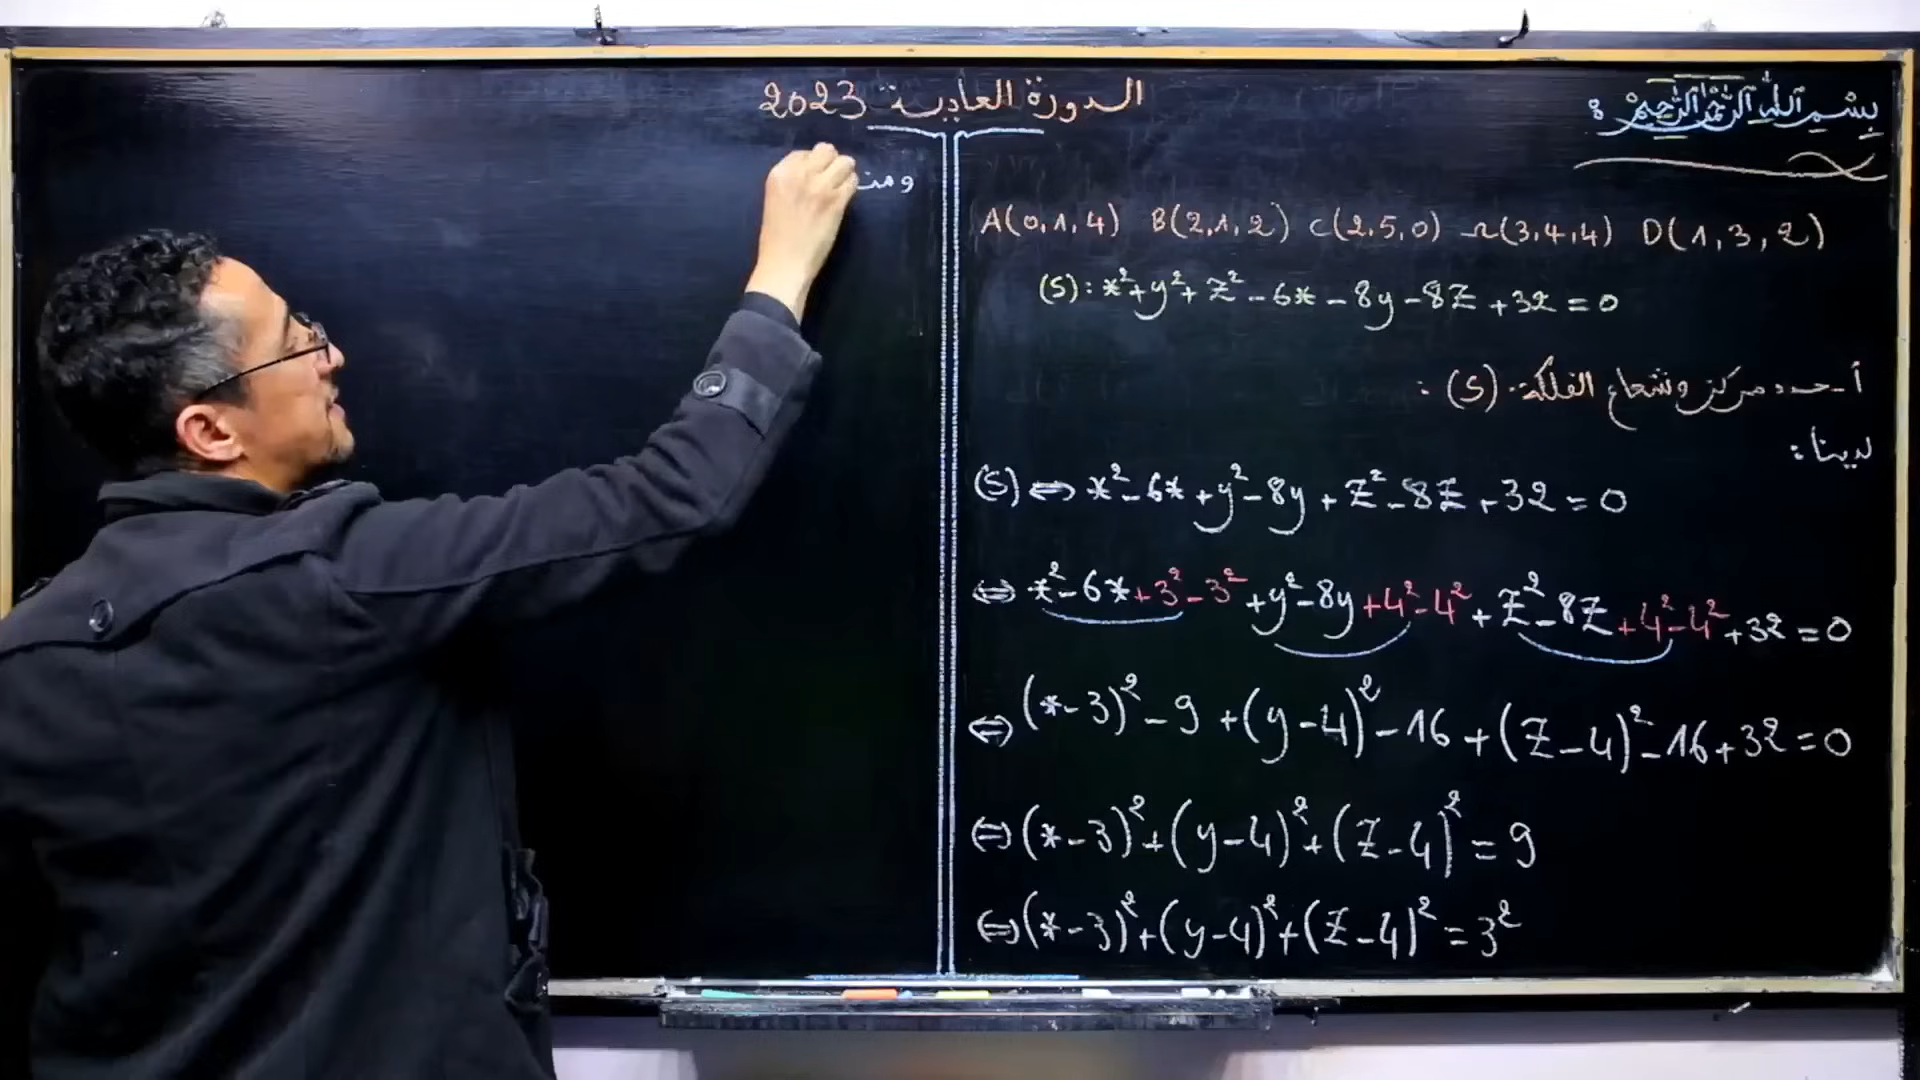 الدورة العادية 2023
بسم الله الرحمن الرحيم :
A(0,1,4) B(2,1,2) C(2,5,0) Ω(3,4,4) D(1,3,2)
(S): x²+y²+z²-6x-8y-8z+32=0
أ- حدد مركز وشعاع الفلكة (S) :
لدينا :
(S) ⇔ x²-6x+y²-8y+z²-8z+32=0
⇔ x²-6x+3²-3²+y²-8y+4²-4²+z²-8z+4²-4²+32=0
⇔ (x-3)²-9+(y-4)²-16+(z-4)²-16+32=0
⇔ (x-3)²+(y-4)²+(z-4)²=9
⇔ (x-3)²+(y-4)²+(z-4)²=3²